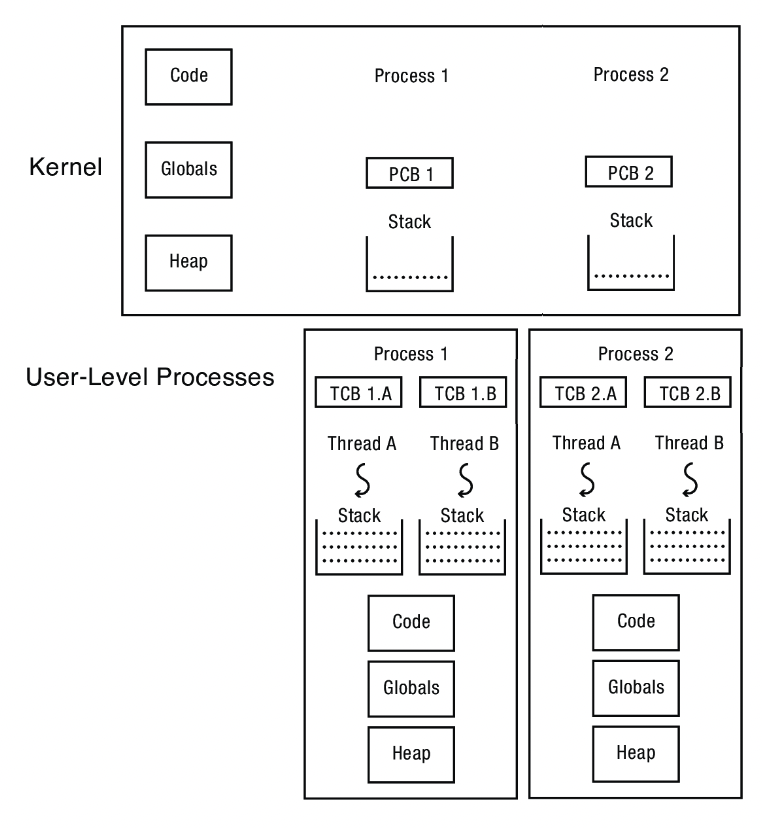 Kernel
Code
Process 1
Process 2
Globals
PCB 1
PCB 2
Stack
Stack
Heap
User-Level Processes
Process 1
Process 2
TCB 1.A
TCB 1.B
TCB 2.A
TCB 2.B
Thread A
Thread B
Thread A
Thread B
Stack
Stack
Stack
Stack
Code
Code
Globals
Globals
Heap
Heap